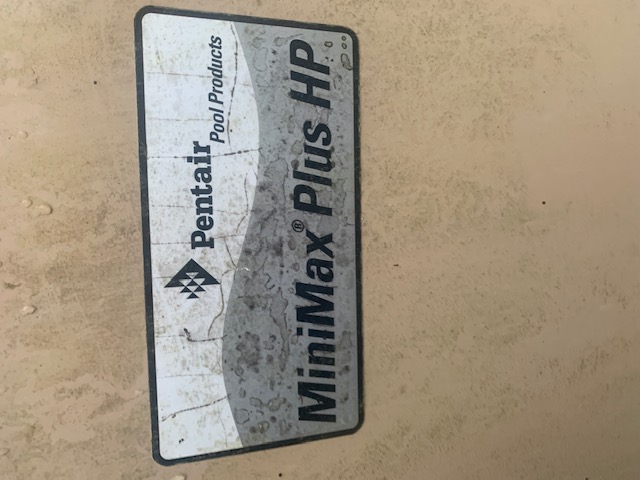 Pentair
Pool Products
MiniMax® Plus HP